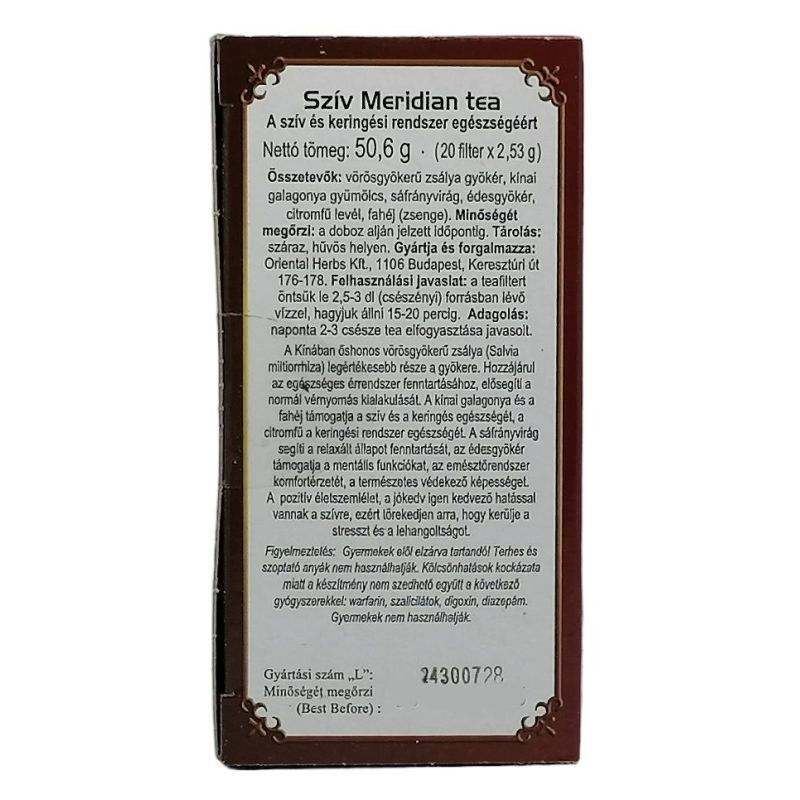 Szív Meridian tea
A szív és keringési rendszer egészségéért
Nettó tömeg: 50,6 g · (20 filter x 2,53 g)
Összetevők: vörösgyökerű zsálya gyökér, kínai
galagonya gyümölcs, sáfrányvirág, édesgyökér,
citromfű levél, fahéj (zsenge). Minőségét
megőrzi: a doboz alján jelzett időpontig. Tárolás:
száraz, hűvös helyen. Gyártja és forgalmazza:
Oriental Herbs Kft., 1106 Budapest, Keresztúri út
176-178. Felhasználási javaslat: a teafiltert
öntsük le 2,5-3 dl (csészényi) forrásban lévő
vízzel, hagyjuk állni 15-20 percig. Adagolás:
naponta 2-3 csésze tea elfogyasztása javasolt.
A Kínában őshonos vörösgyökerű zsálya (Salvia
miltiorrhiza) legértékesebb része a gyökere. Hozzájárul
az egészséges érrendszer fenntartásához, elősegíti a
normál vérnyomás kialakulását. A kínai galagonya és a
fahéj támogatja a szív és a keringés egészségét, a
citromfű a keringési rendszer egészségét. A sáfrányvirág
segíti a relaxált állapot fenntartását, az édesgyökér
támogatja a mentális funkciókat, az emésztőrendszer
komfortérzetét, a természetes védekező képességet.
A pozitív életszemlélet, a jókedv igen kedvező hatással
vannak a szívre, ezért törekedjen arra, hogy kerülje a
stresszt és a lehangoltságot.
Figyelmeztetés: Gyermekek elől elzárva tartandó! Terhes és
szoptató anyák nem használhatják. Kölcsönhatások kockázata
miatt a készítmény nem szedhető együtt a következő
gyógyszerekkel: warfarin, szalicilátok, digoxin, diazepám.
Gyermekek nem használhatják.
Gyártási szám „L”: 24300728
Minőségét megőrzi
(Best Before) :